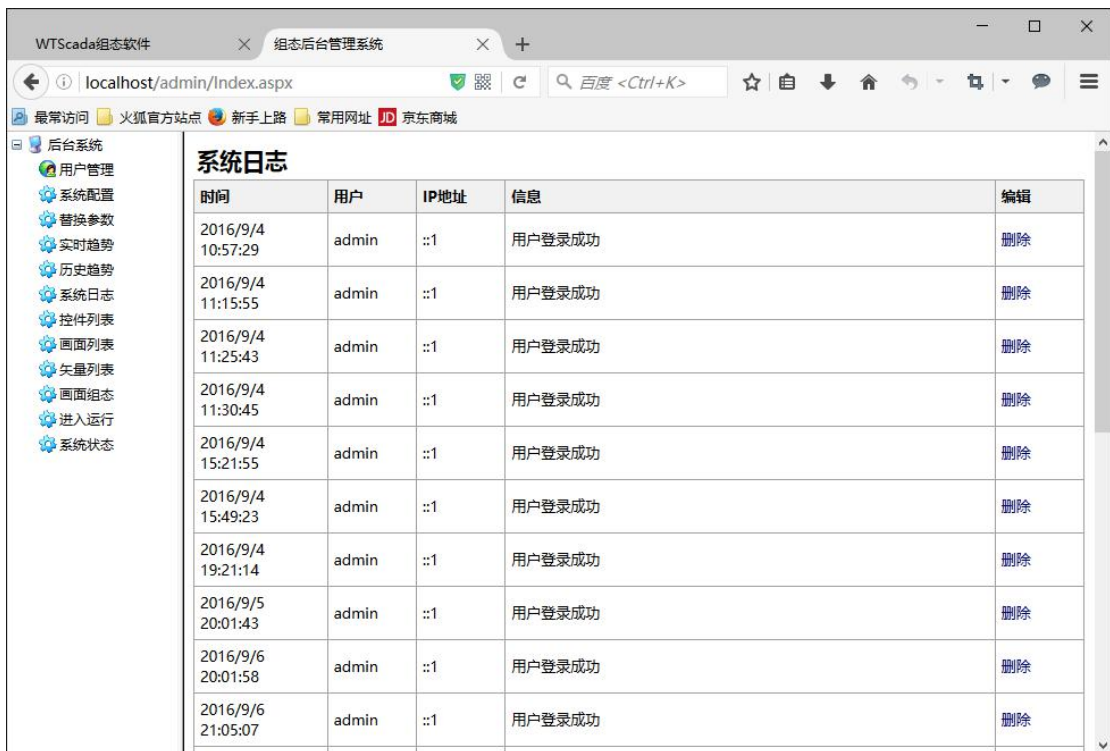 WTScada组态软件
组态后台管理系统
localhost/admin/Index.aspx
百度 <Ctrl+K>
最常访问 火狐官方站点 新手上路 常用网址 JD 京东商城
后台系统
用户管理
系统配置
替换参数
实时趋势
历史趋势
系统日志
控件列表
画面列表
矢量列表
画面组态
进入运行
系统状态
系统日志
时间 用户 IP地址 信息 编辑
2016/9/4
10:57:29
admin ::1 用户登录成功 删除
2016/9/4
11:15:55
admin ::1 用户登录成功 删除
2016/9/4
11:25:43
admin ::1 用户登录成功 删除
2016/9/4
11:30:45
admin ::1 用户登录成功 删除
2016/9/4
15:21:55
admin ::1 用户登录成功 删除
2016/9/4
15:49:23
admin ::1 用户登录成功 删除
2016/9/4
19:21:14
admin ::1 用户登录成功 删除
2016/9/5
20:01:43
admin ::1 用户登录成功 删除
2016/9/6
20:01:58
admin ::1 用户登录成功 删除
2016/9/6
21:05:07
admin ::1 用户登录成功 删除